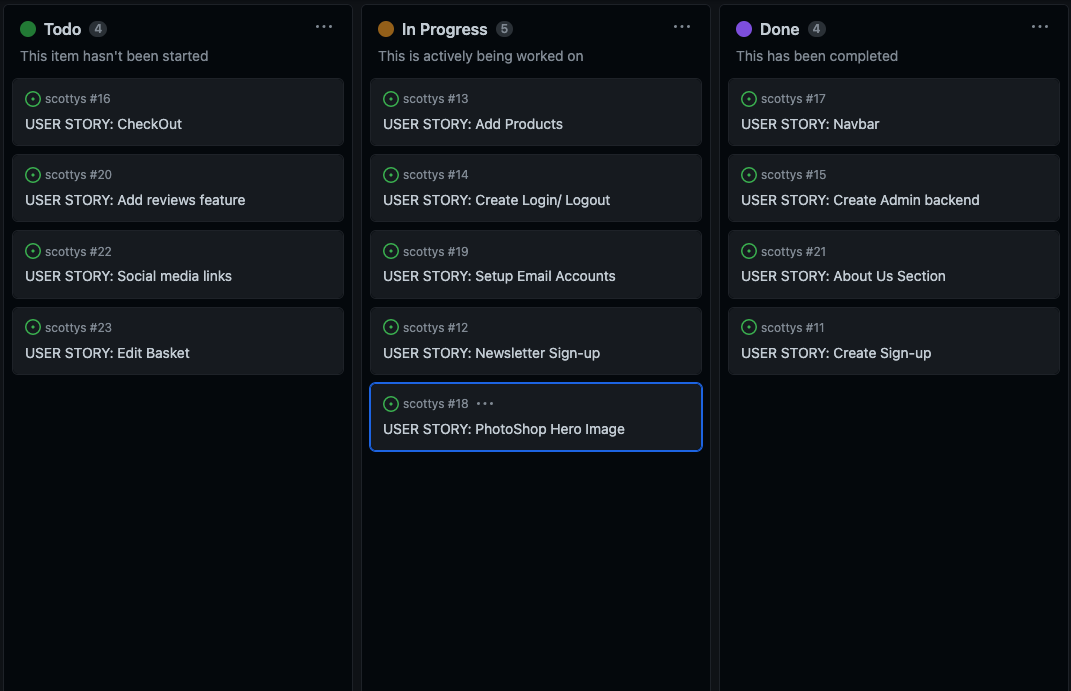 Todo 4
This item hasn't been started
scottys #16
USER STORY: CheckOut
scottys #20
USER STORY: Add reviews feature
scottys #22
USER STORY: Social media links
scottys #23
USER STORY: Edit Basket
In Progress 5
This is actively being worked on
scottys #13
USER STORY: Add Products
scottys #14
USER STORY: Create Login/ Logout
scottys #19
USER STORY: Setup Email Accounts
scottys #12
USER STORY: Newsletter Sign-up
scottys #18
USER STORY: PhotoShop Hero Image
Done 4
This has been completed
scottys #17
USER STORY: Navbar
scottys #15
USER STORY: Create Admin backend
scottys #21
USER STORY: About Us Section
scottys #11
USER STORY: Create Sign-up